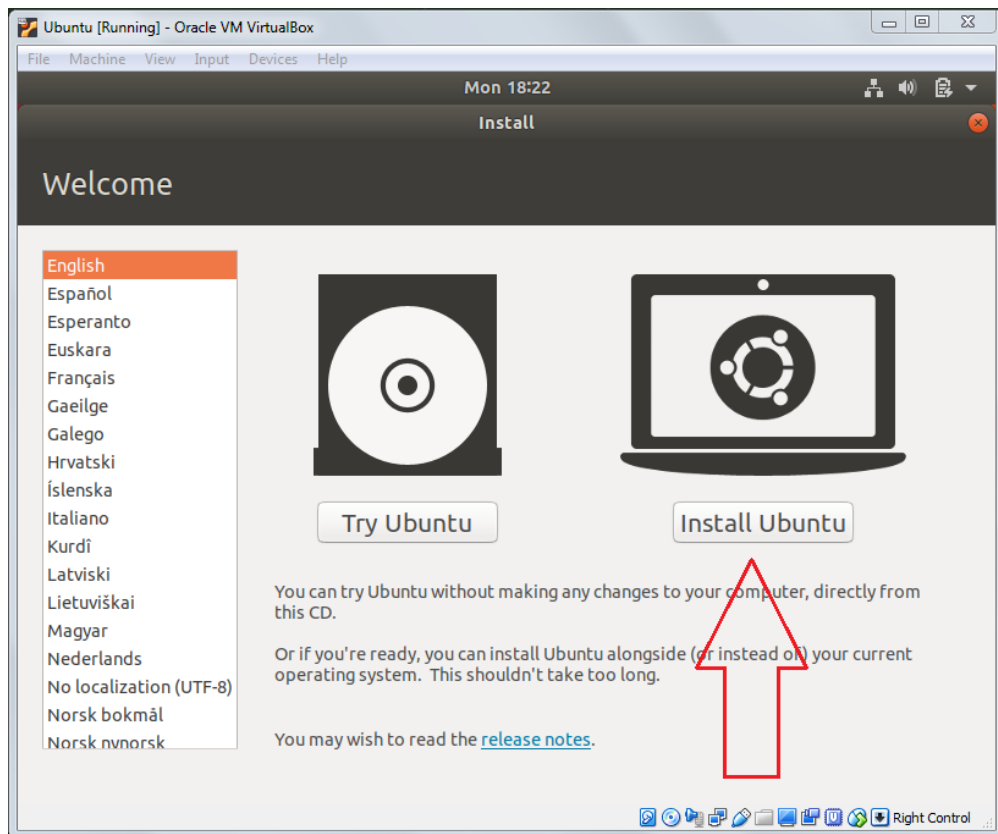 Ubuntu [Running] - Oracle VM VirtualBox
File Machine View Input Devices Help
Mon 18:22
Install
Welcome
English
Español
Esperanto
Euskara
Français
Gaeilge
Galego
Hrvatski
Íslenska
Italiano
Kurdî
Latviski
Lietuviškai
Magyar
Nederlands
No localization (UTF-8)
Norsk bokmål
Norsk nynorsk
Try Ubuntu
Install Ubuntu
You can try Ubuntu without making any changes to your computer, directly from
this CD.
Or if you're ready, you can install Ubuntu alongside (or instead of) your current
operating system. This shouldn't take too long.
You may wish to read the release notes.
Right Control